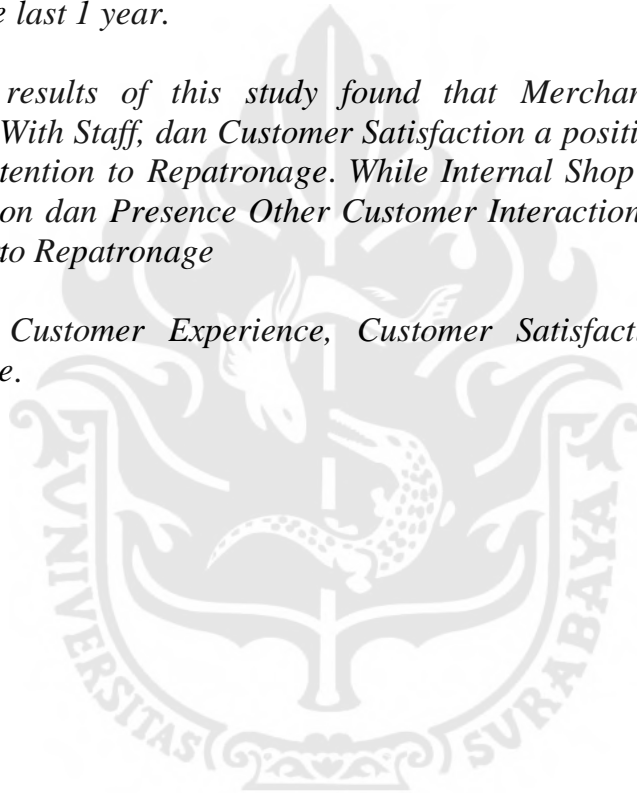 e last 1 year.
results of this study found that Merchan
With Staff, dan Customer Satisfaction a positi
tention to Repatronage. While Internal Shop
on dan Presence Other Customer Interaction
to Repatronage
Customer Experience, Customer Satisfact
e.
UNIVERSITAS SURABAYA